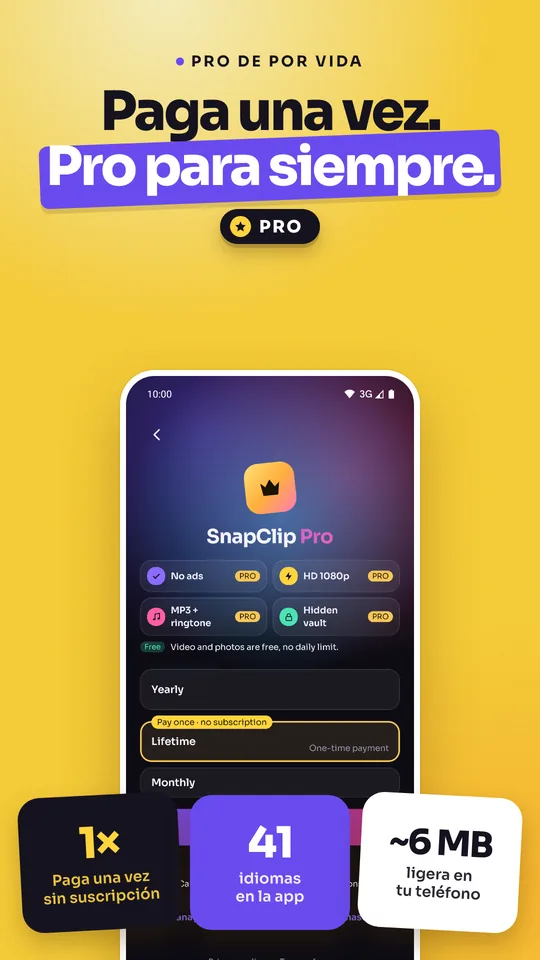 PRO DE POR VIDA
Paga una vez.
Pro para siempre.
PRO
10:00
3G
SnapClip Pro
No ads PRO
HD 1080p PRO
MP3 + ringtone PRO
Hidden vault PRO
Free Video and photos are free, no daily limit.
Yearly
Pay once · no subscription
Lifetime
One-time payment
Monthly
1×
Paga una vez
sin suscripción
41
idiomas
en la app
~6 MB
ligera en
tu teléfono